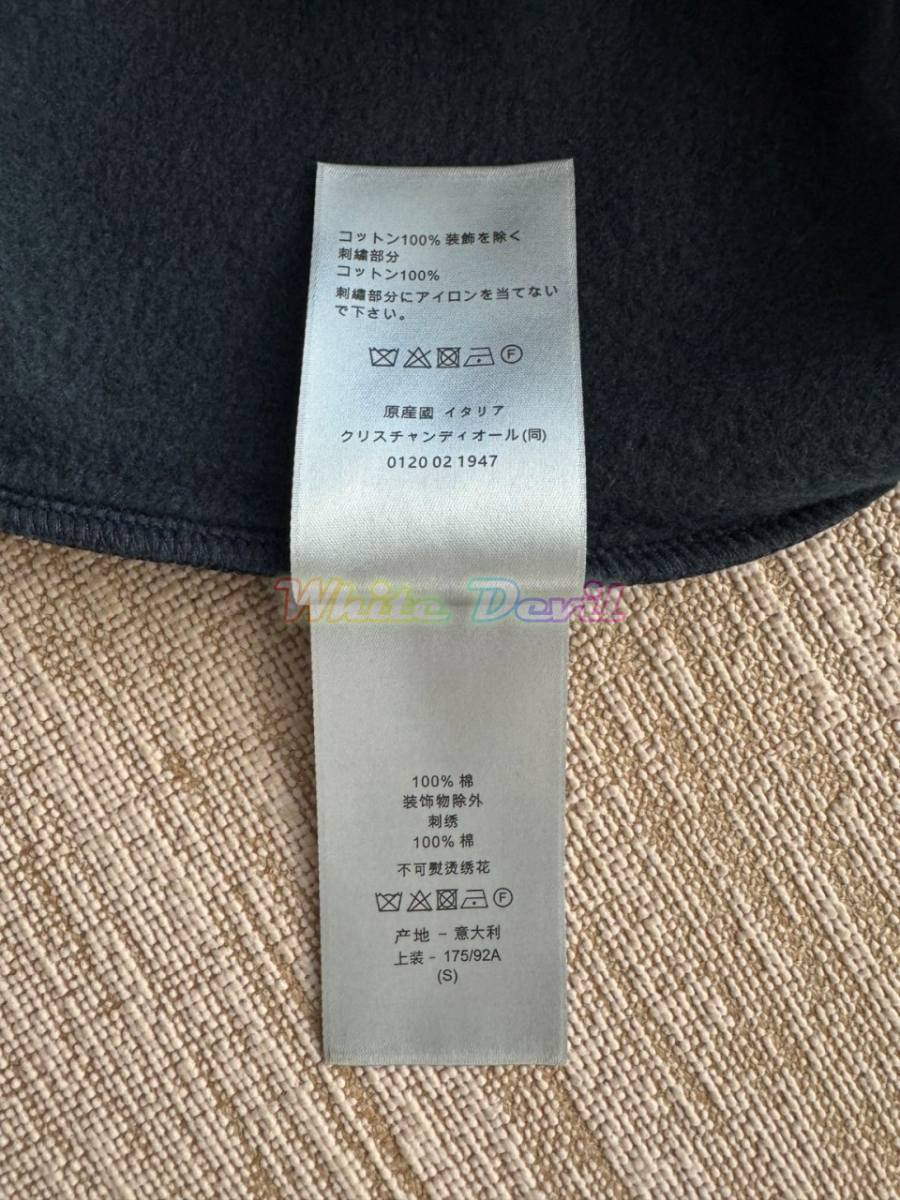 コットン100% 装飾を除く
刺繍部分
コットン100%
刺繍部分にアイロンを当てない
で下さい。
F
原産國 イタリア
クリスチャンディオール(同)
0120 02 1947
White Devil
100% 棉
装饰物除外
刺绣
100% 棉
不可熨烫绣花
F
产地 - 意大利
上装 - 175/92A
(S)